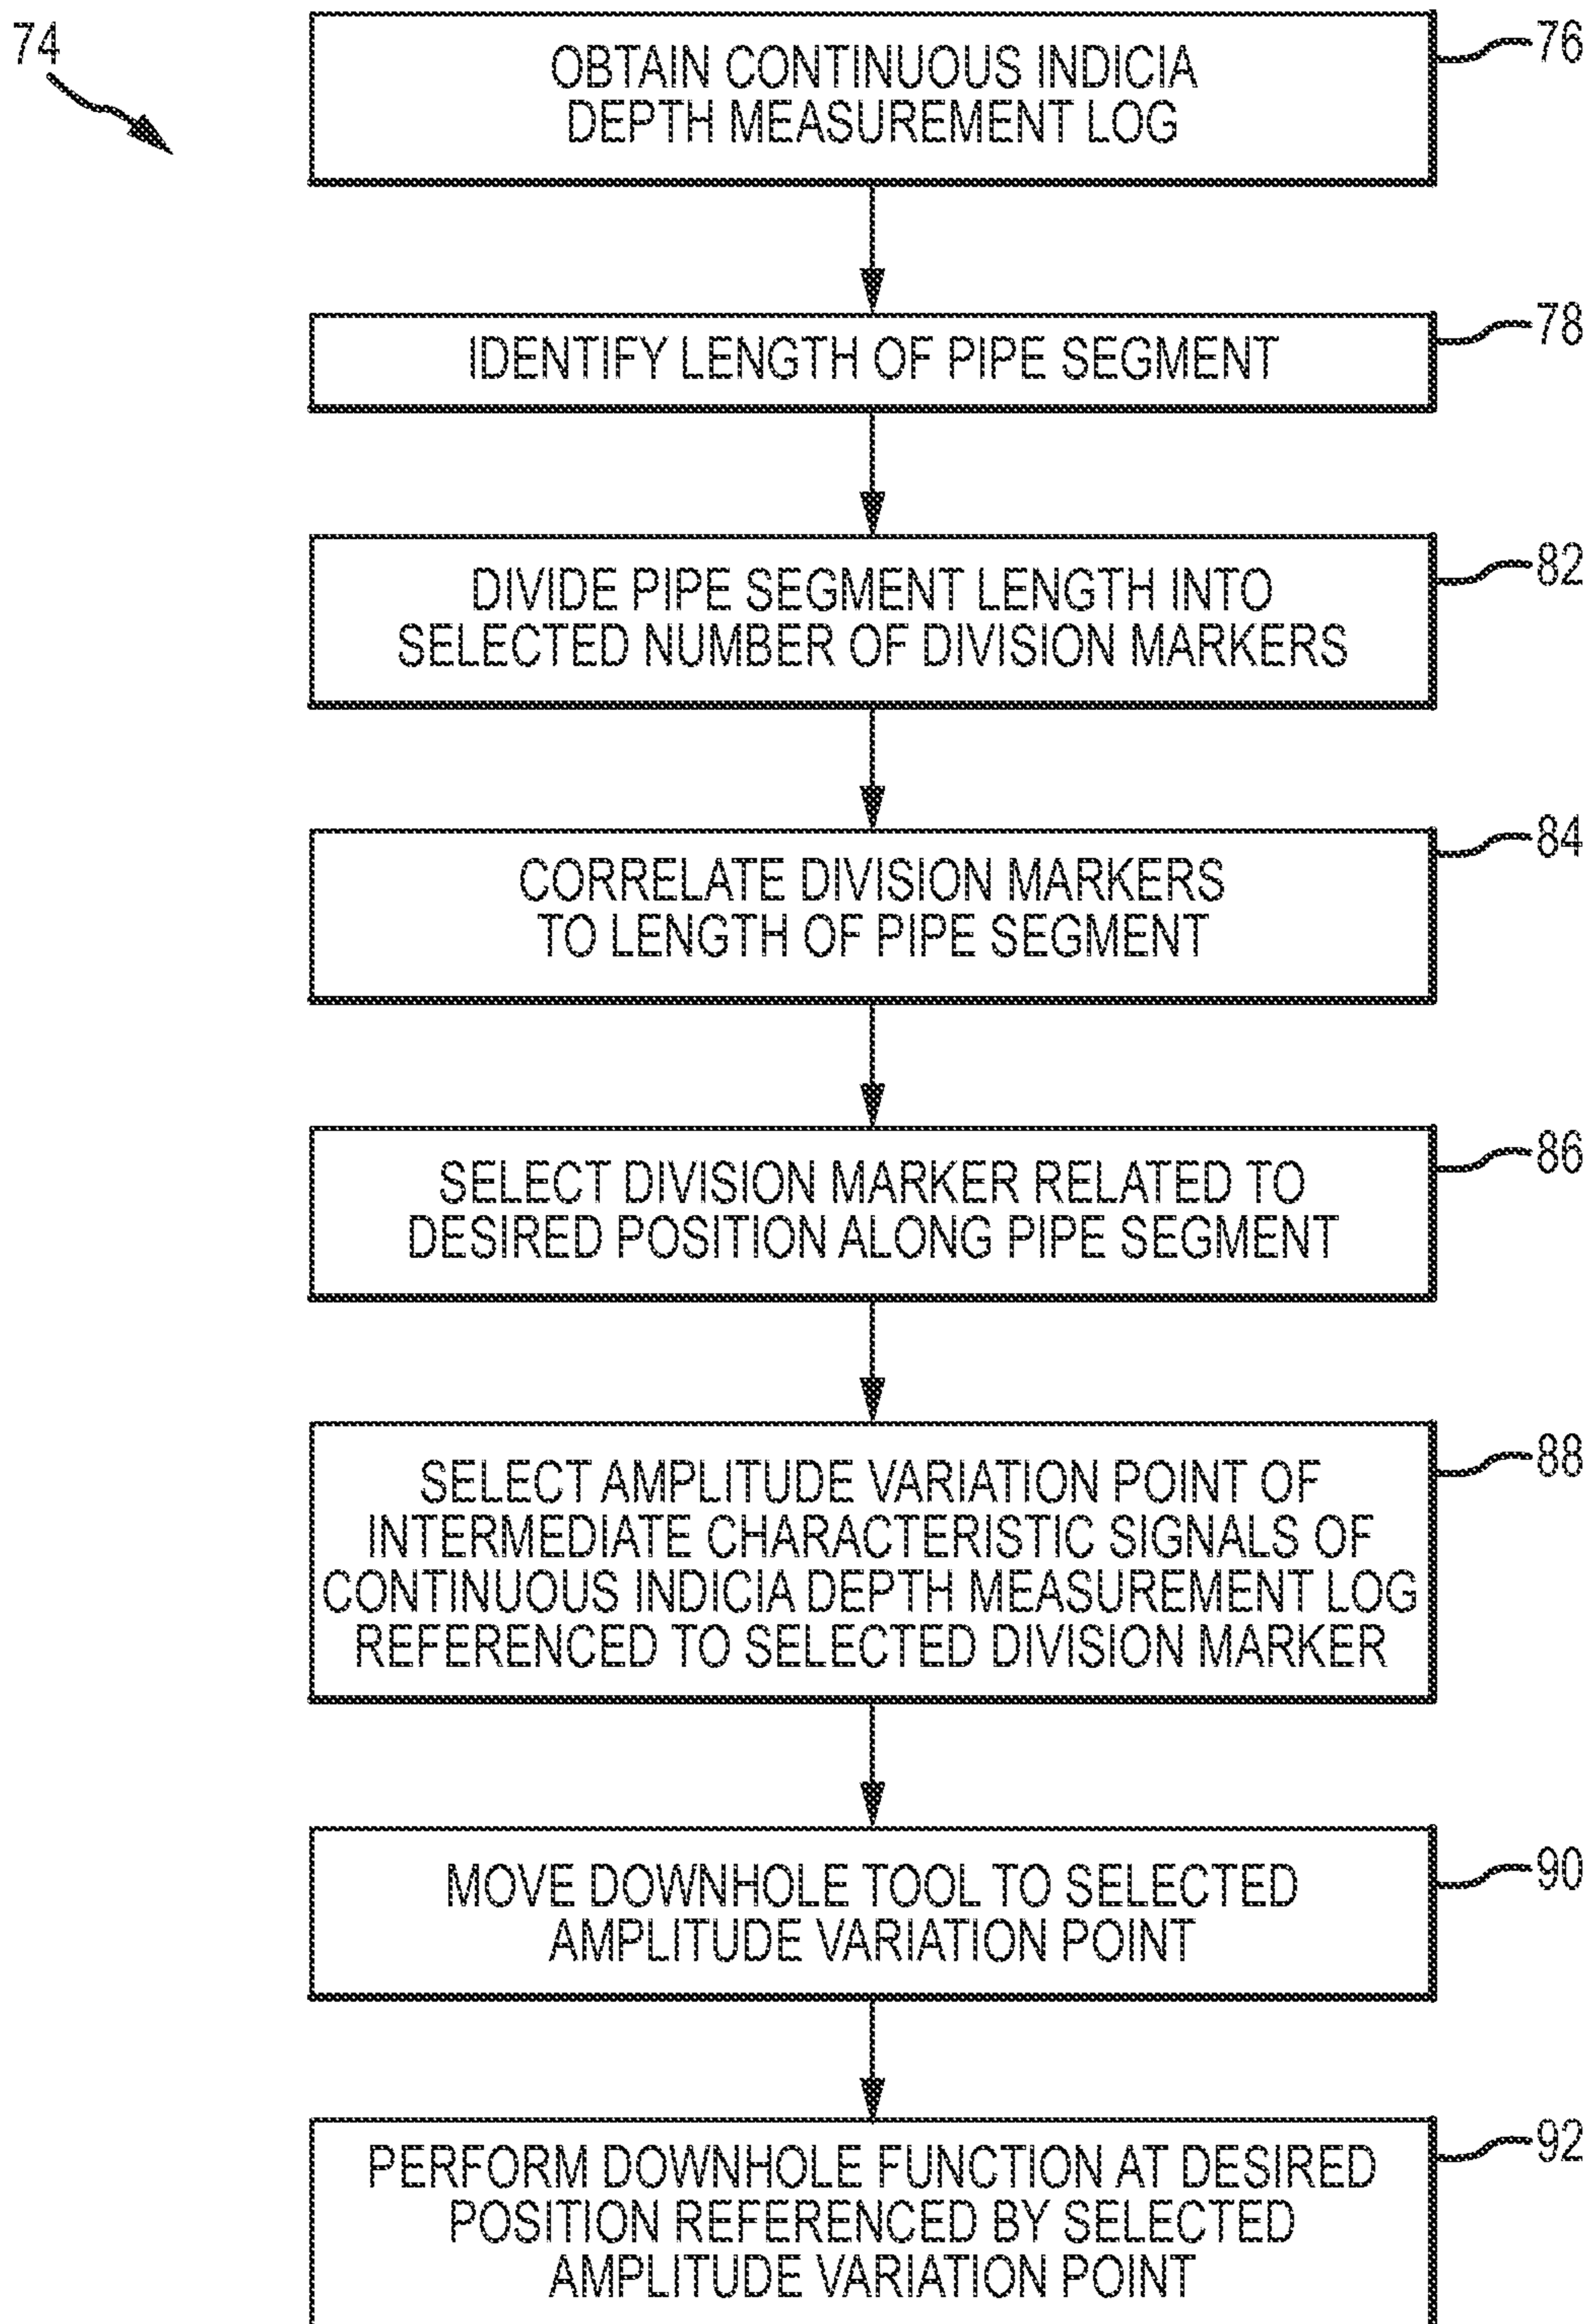 74
OBTAIN CONTINUOUS INDICIA
DEPTH MEASUREMENT LOG
76
IDENTIFY LENGTH OF PIPE SEGMENT
78
DIVIDE PIPE SEGMENT LENGTH INTO
SELECTED NUMBER OF DIVISION MARKERS
82
CORRELATE DIVISION MARKERS
TO LENGTH OF PIPE SEGMENT
84
SELECT DIVISION MARKER RELATED TO
DESIRED POSITION ALONG PIPE SEGMENT
86
SELECT AMPLITUDE VARIATION POINT OF
INTERMEDIATE CHARACTERISTIC SIGNALS OF
CONTINUOUS INDICIA DEPTH MEASUREMENT LOG
REFERENCED TO SELECTED DIVISION MARKER
88
MOVE DOWNHOLE TOOL TO SELECTED
AMPLITUDE VARIATION POINT
90
PERFORM DOWNHOLE FUNCTION AT DESIRED
POSITION REFERENCED BY SELECTED
AMPLITUDE VARIATION POINT
92